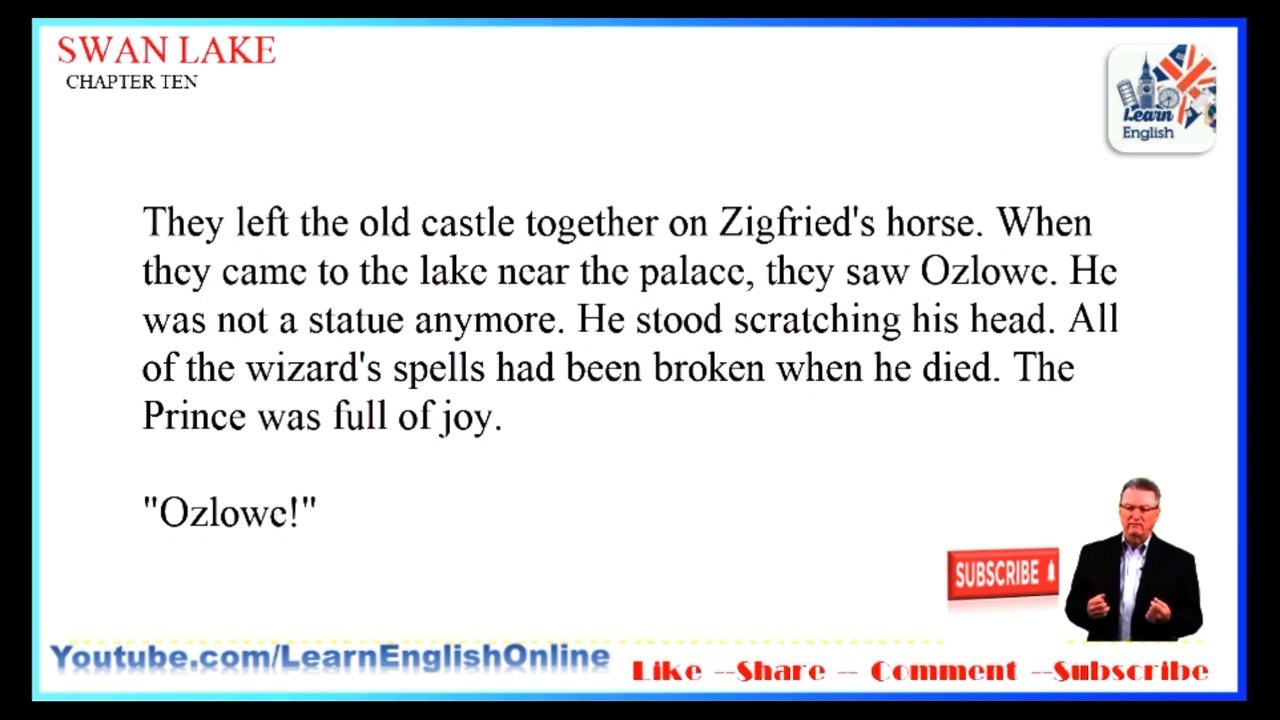 SWAN LAKE
CHAPTER TEN
Learn
English
They left the old castle together on Zigfried's horse. When
they came to the lake near the palace, they saw Ozlowe. He
was not a statue anymore. He stood scratching his head. All
of the wizard's spells had been broken when he died. The
Prince was full of joy.
"Ozlowe!"
SUBSCRIBE
Youtube.com/LearnEnglishOnline
Like --Share -- Comment --Subscribe